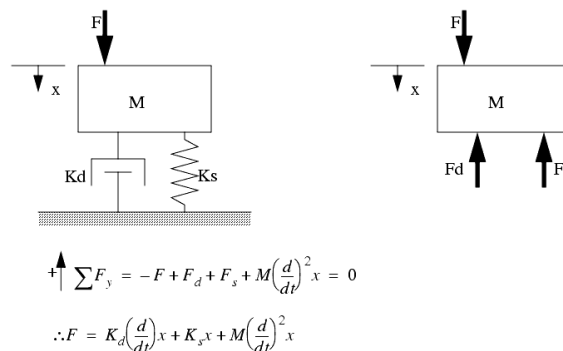 F
F
x
x
M
M
Kd
Ks
Fd
F
+ ∑F_y = -F + F_d + F_s + M(d/dt)^2 x = 0
∴F = K_d(d/dt)x + K_s x + M(d/dt)^2 x